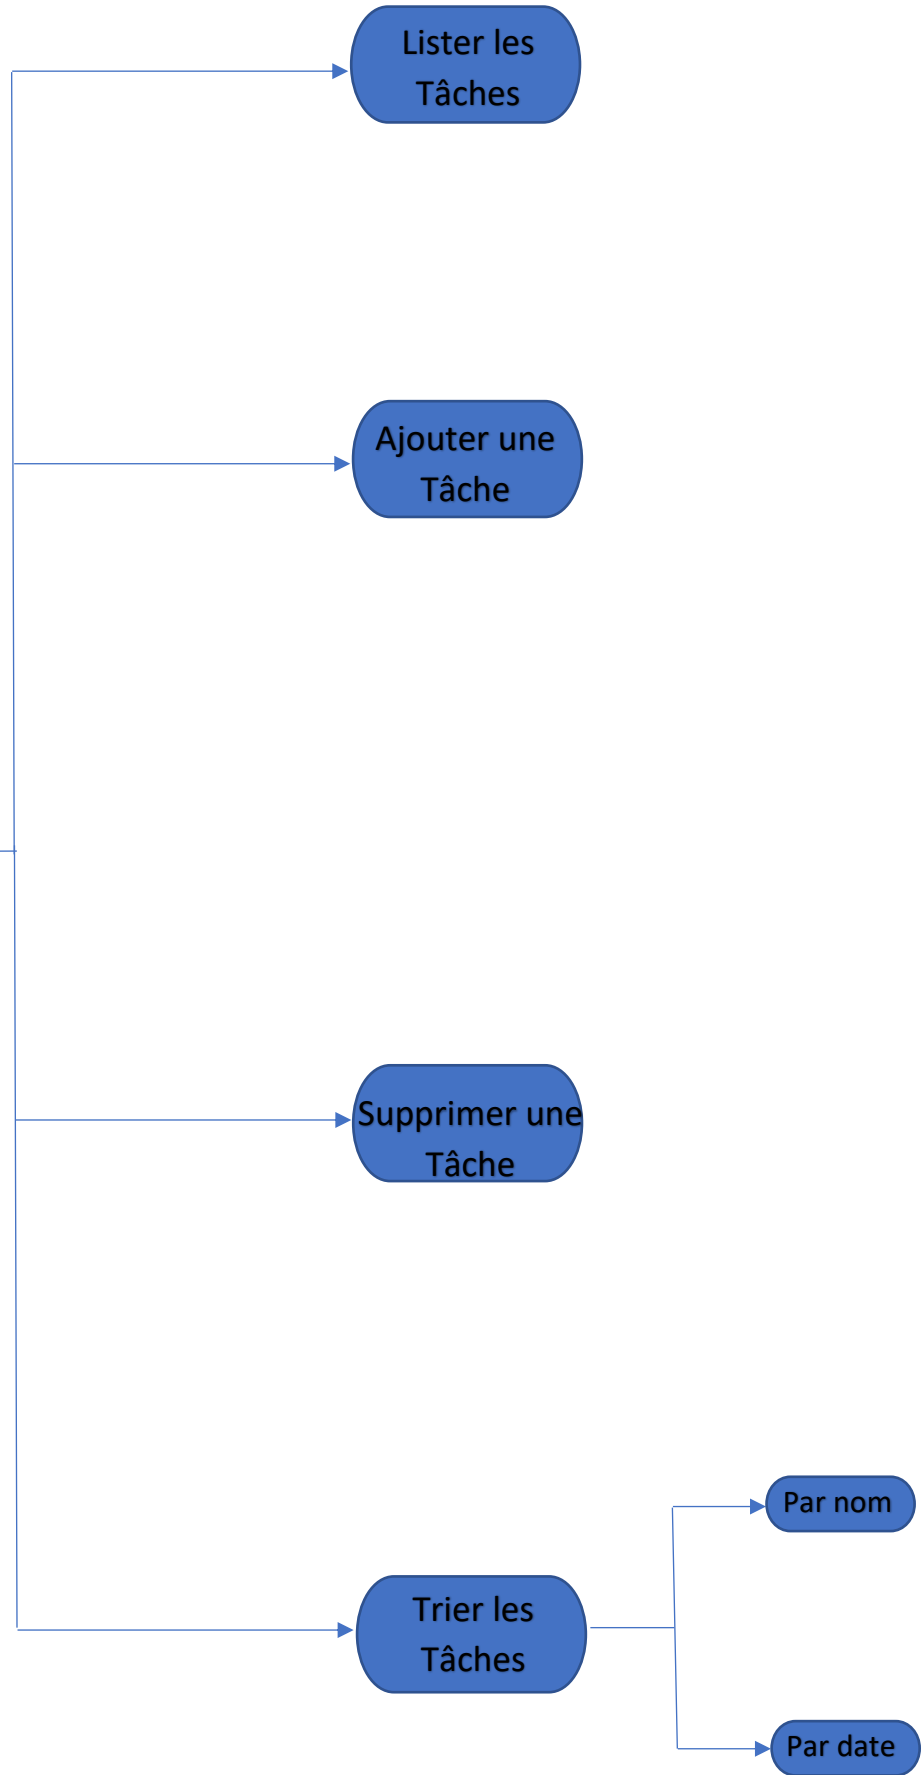 Lister les
Tâches
Ajouter une
Tâche
Supprimer une
Tâche
Par nom
Trier les
Tâches
Par date